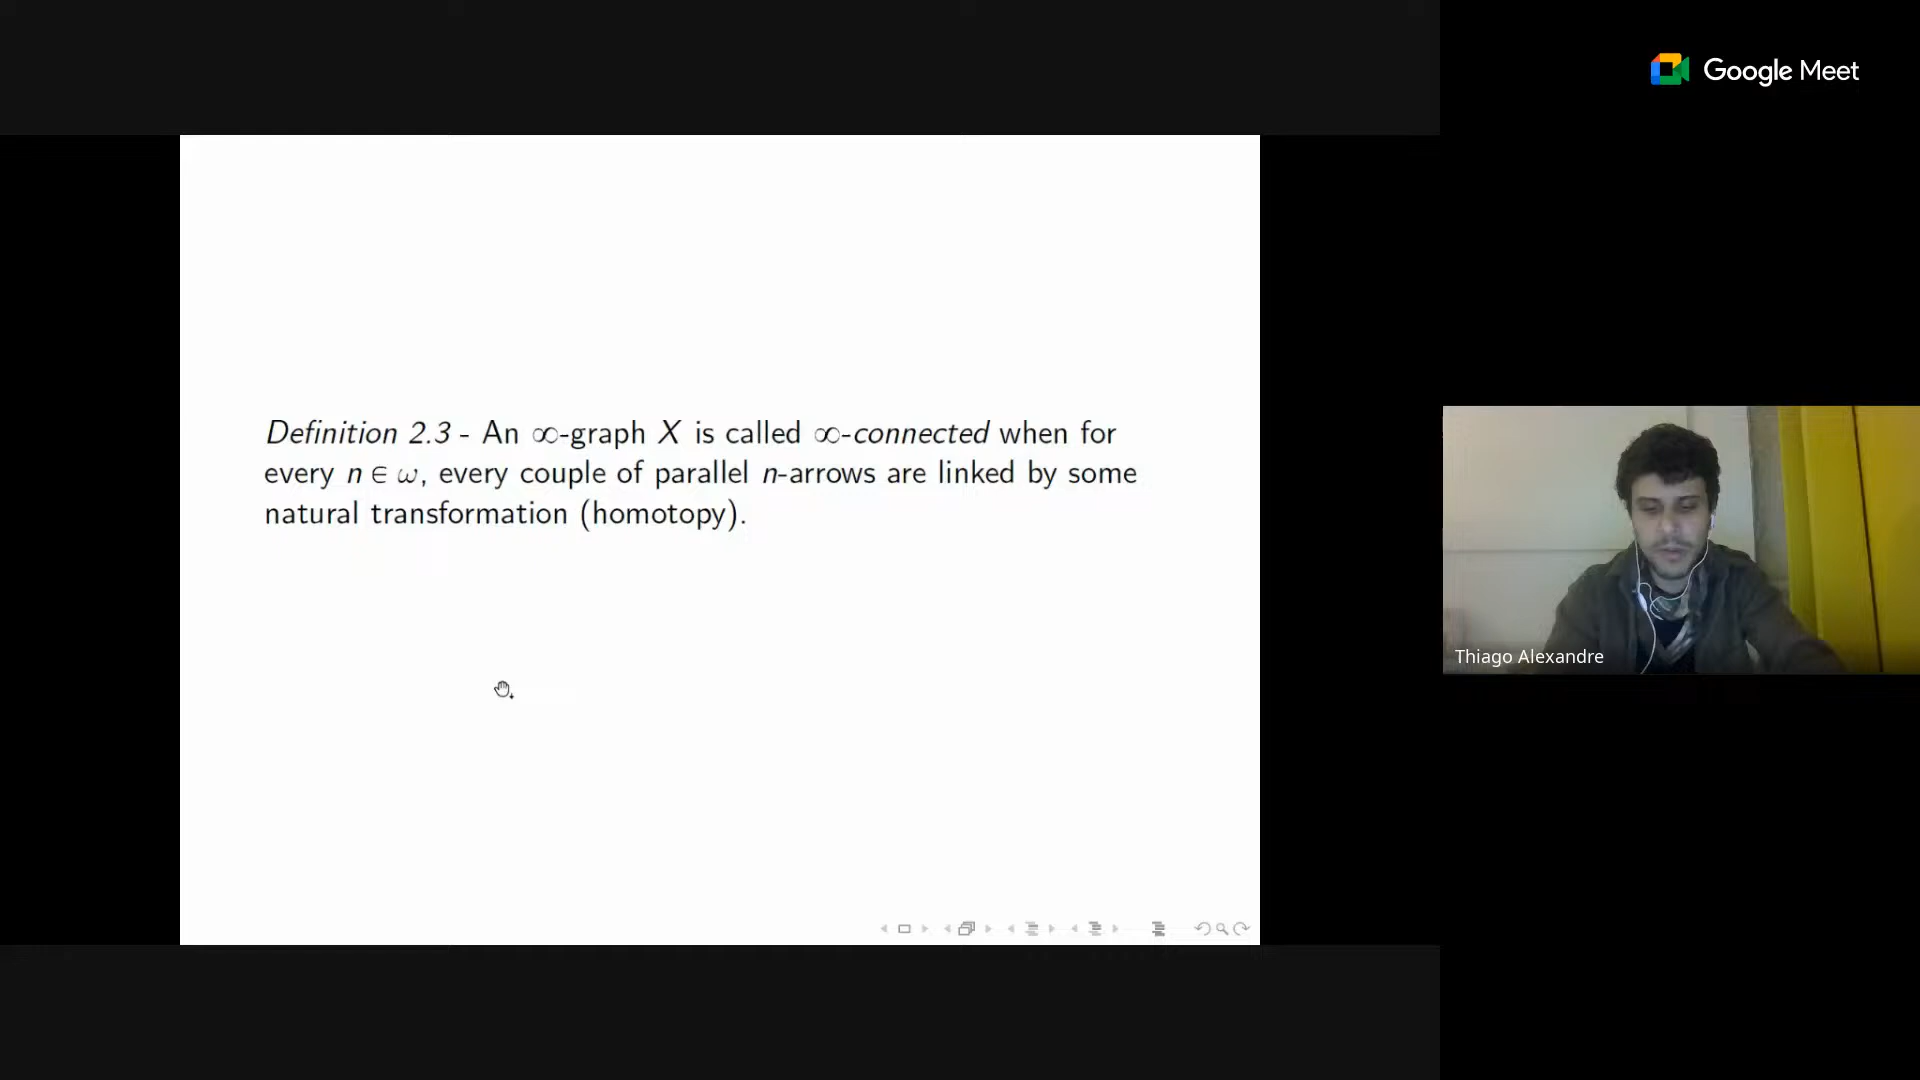 Google Meet
Definition 2.3 - An ∞-graph X is called ∞-connected when for
every n ∈ ω, every couple of parallel n-arrows are linked by some
natural transformation (homotopy).
Thiago Alexandre